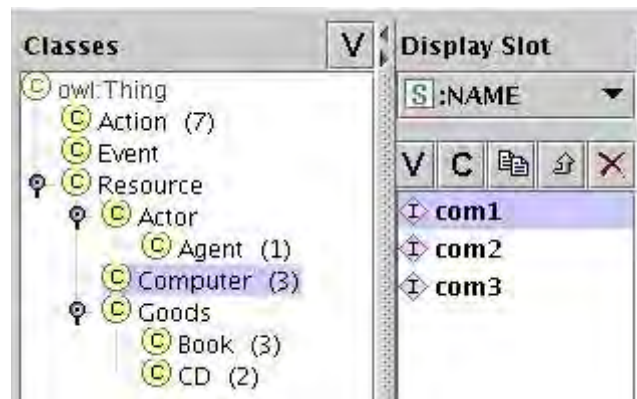 Classes
V
C owl:Thing
C Action (7)
C Event
C Resource
C Actor
C Agent (1)
C Computer (3)
C Goods
C Book (3)
C CD (2)
Display Slot
S :NAME
V C
I com1
I com2
I com3